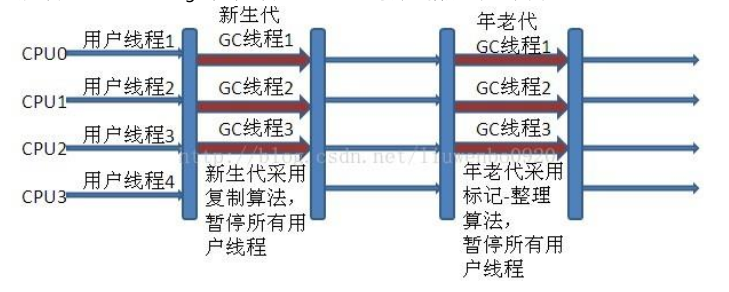 新生代
年老代
CPU0
用户线程1
GC线程1
GC线程1
CPU1
用户线程2
GC线程2
GC线程2
CPU2
用户线程3
GC线程3
GC线程3
http://blog.csdn.net/liuwenbo0920
CPU3
用户线程4
新生代采用
复制算法，
暂停所有用
户线程
年老代采用
标记-整理
算法，
暂停所有用
户线程